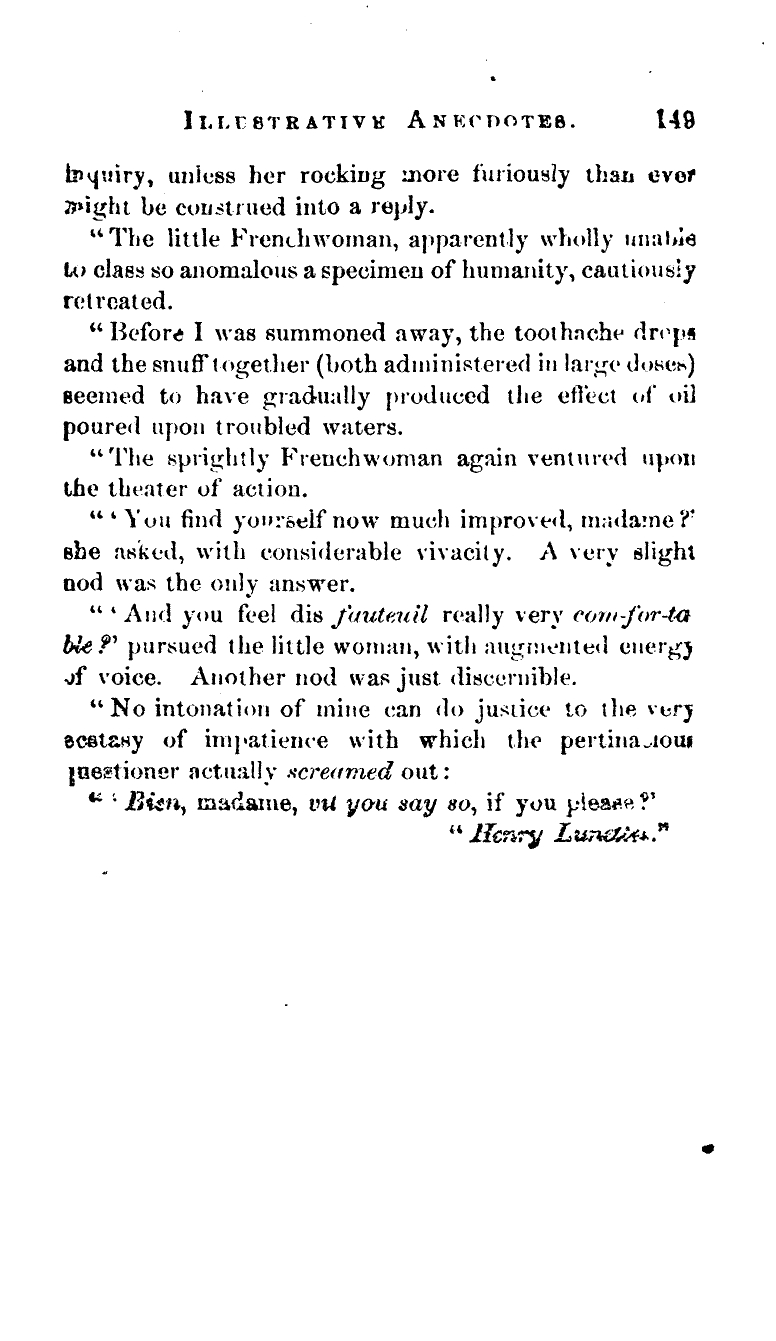 ILLUSTRATIVE ANECDOTES. 149
inquiry, unless her rocking more furiously than ever
might be construed into a reply.
“The little Frenchwoman, apparently wholly unable
to class so anomalous a specimen of humanity, cautiously
retreated.
“Before I was summoned away, the toothache drops
and the snuff together (both administered in large doses)
seemed to have gradually produced the effect of oil
poured upon troubled waters.
“The sprightly Frenchwoman again ventured upon
the theater of action.
“‘You find yourself now much improved, madame?’
she asked, with considerable vivacity. A very slight
nod was the only answer.
“‘And you feel dis fauteuil really very com-for-ta
ble?’ pursued the little woman, with augmented energy
of voice. Another nod was just discernible.
“No intonation of mine can do justice to the very
ecstasy of impatience with which the pertinacious
questioner actually screamed out:
“‘Bien, madame, vil you say so, if you please?’
“Henry Lunettes.”